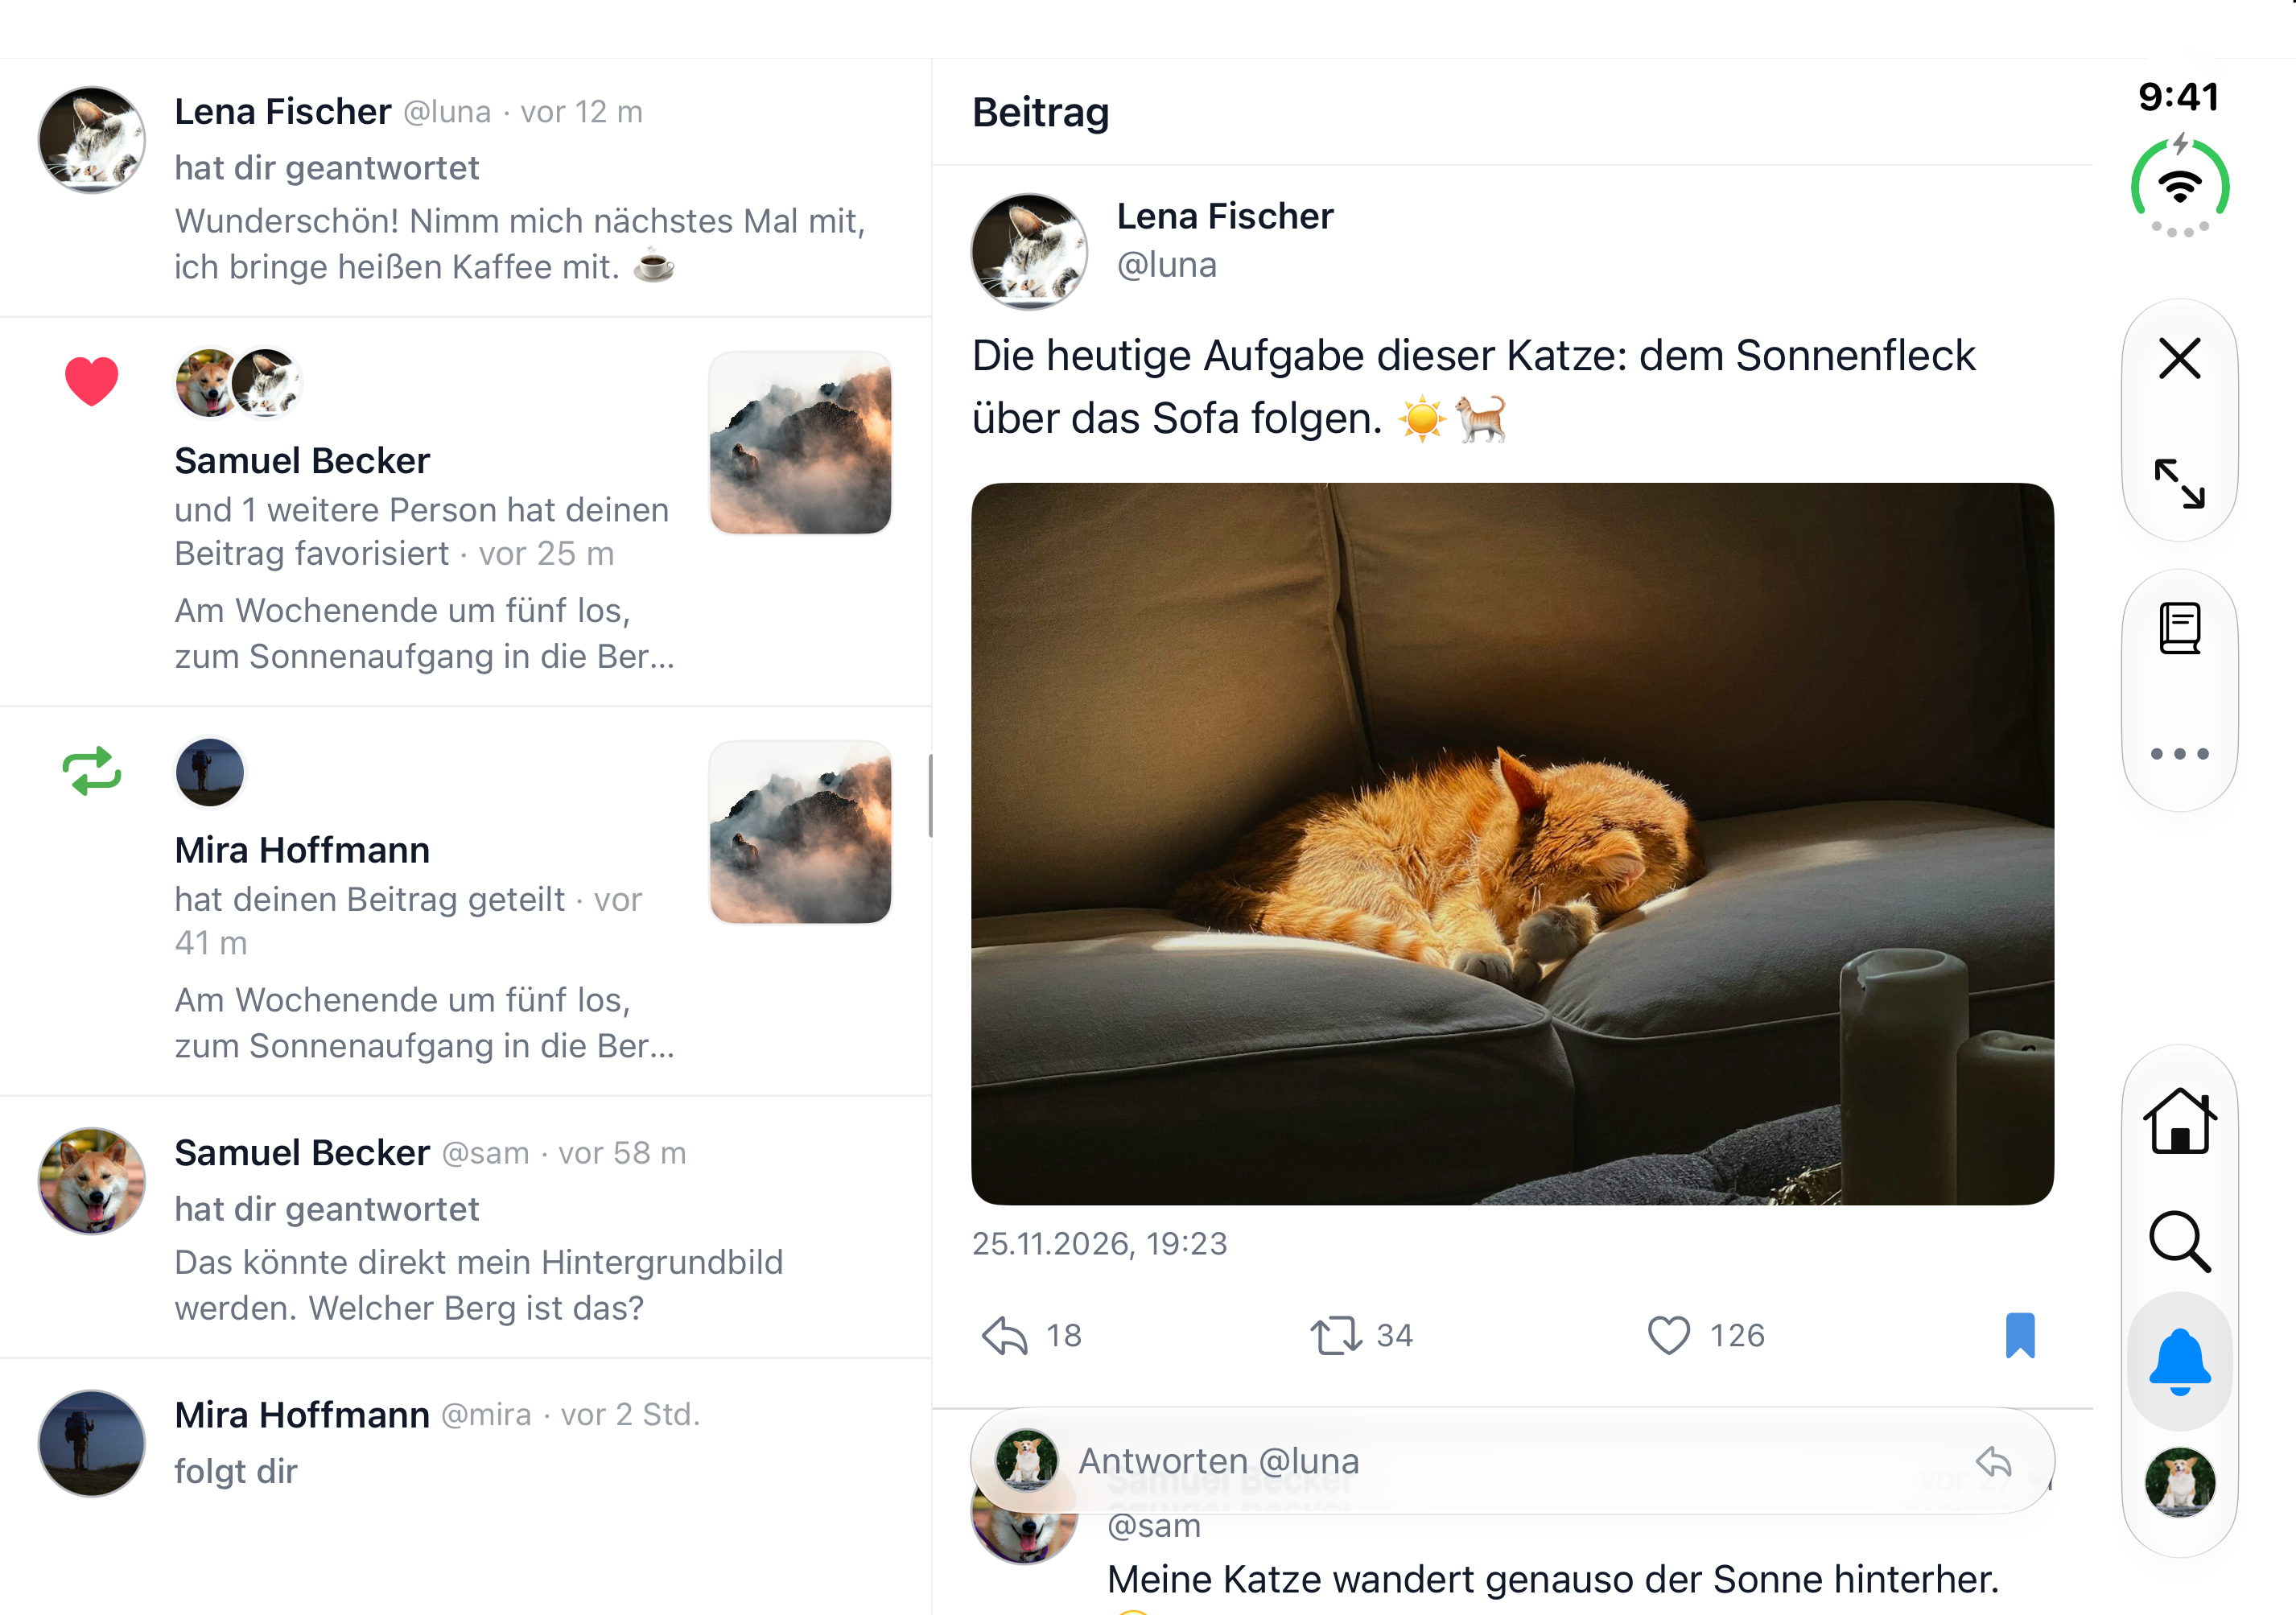 Lena Fischer @luna · vor 12 m
hat dir geantwortet
Wunderschön! Nimm mich nächstes Mal mit,
ich bringe heißen Kaffee mit. ☕
Samuel Becker
und 1 weitere Person hat deinen
Beitrag favorisiert · vor 25 m
Am Wochenende um fünf los,
zum Sonnenaufgang in die Ber...
Mira Hoffmann
hat deinen Beitrag geteilt · vor
41 m
Am Wochenende um fünf los,
zum Sonnenaufgang in die Ber...
Samuel Becker @sam · vor 58 m
hat dir geantwortet
Das könnte direkt mein Hintergrundbild
werden. Welcher Berg ist das?
Mira Hoffmann @mira · vor 2 Std.
folgt dir
Beitrag
Lena Fischer
@luna
Die heutige Aufgabe dieser Katze: dem Sonnenfleck
über das Sofa folgen. ☀️🐈
25.11.2026, 19:23
18
34
126
Antworten @luna
Samuel Becker
@sam
Meine Katze wandert genauso der Sonne hinterher.
9:41